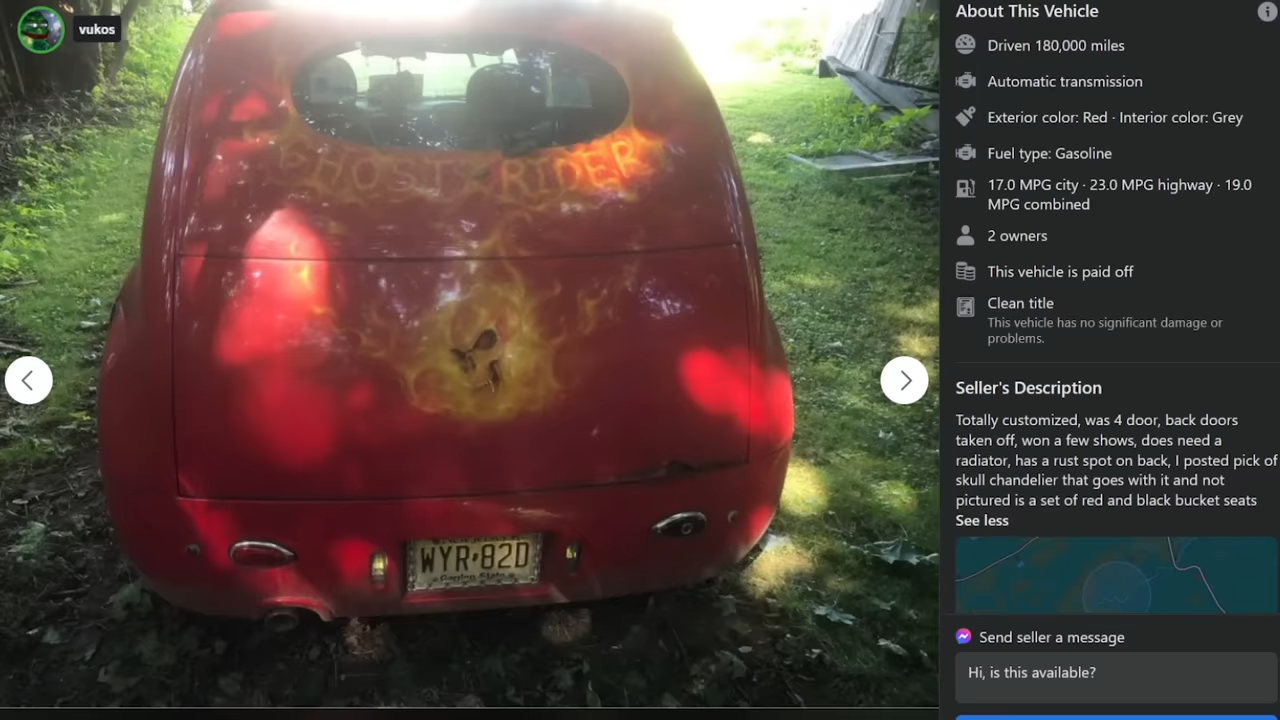 vukos
GHOST RIDER
WYR•82D
Garden State
About This Vehicle
Driven 180,000 miles
Automatic transmission
Exterior color: Red · Interior color: Grey
Fuel type: Gasoline
17.0 MPG city · 23.0 MPG highway · 19.0
MPG combined
2 owners
This vehicle is paid off
Clean title
This vehicle has no significant damage or
problems.
Seller's Description
Totally customized, was 4 door, back doors
taken off, won a few shows, does need a
radiator, has a rust spot on back, I posted pick of
skull chandelier that goes with it and not
pictured is a set of red and black bucket seats
See less
Send seller a message
Hi, is this available?